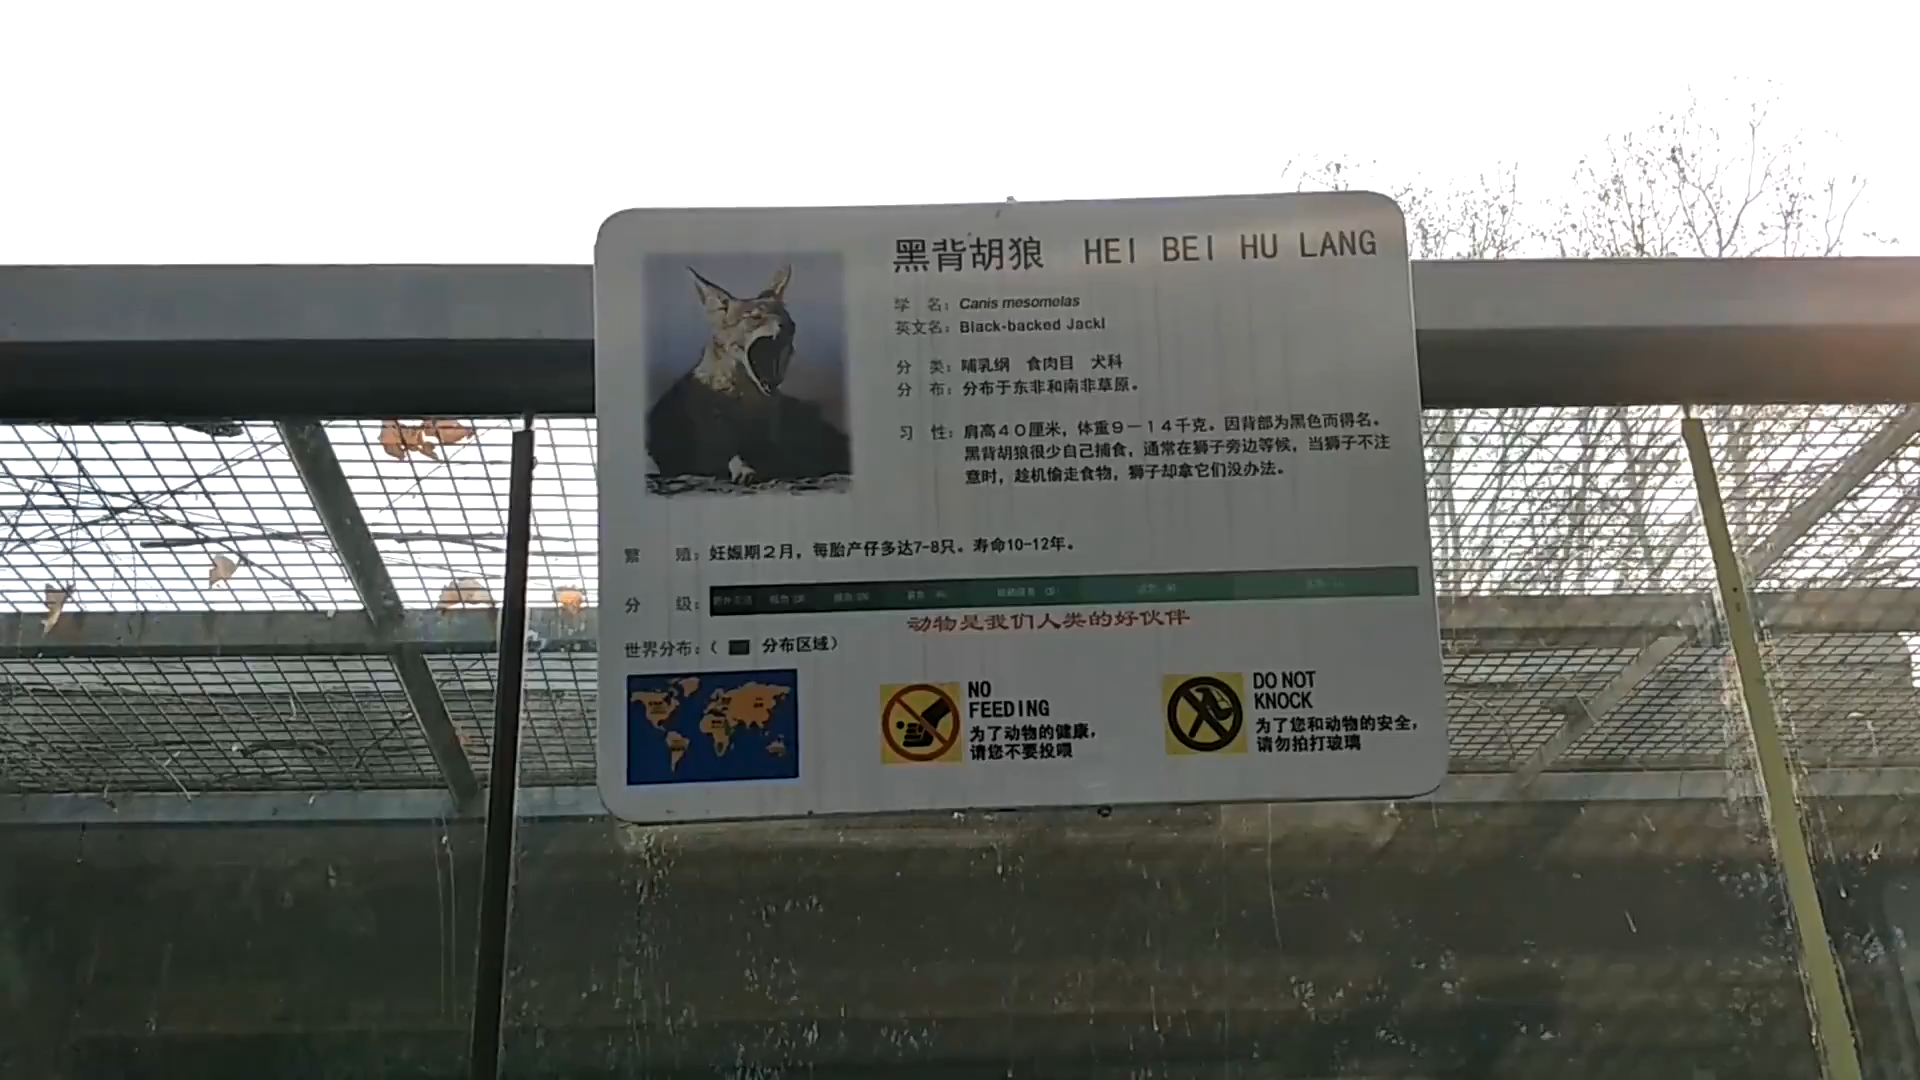 黑背胡狼 HEI BEI HU LANG
学 名：Canis mesomelas
英文名：Black-backed Jackl
分 类：哺乳纲 食肉目 犬科
分 布：分布于东非和南非草原。
习 性：肩高40厘米，体重9－14千克。因背部为黑色而得名。
黑背胡狼很少自己捕食，通常在狮子旁边等候，当狮子不注
意时，趁机偷走食物，狮子却拿它们没办法。
繁 殖：妊娠期2月，每胎产仔多达7-8只。寿命10-12年。
分 级：
动物是我们人类的好伙伴
世界分布：（ 分布区域）
NO
FEEDING
为了动物的健康，
请您不要投喂
DO NOT
KNOCK
为了您和动物的安全，
请勿拍打玻璃